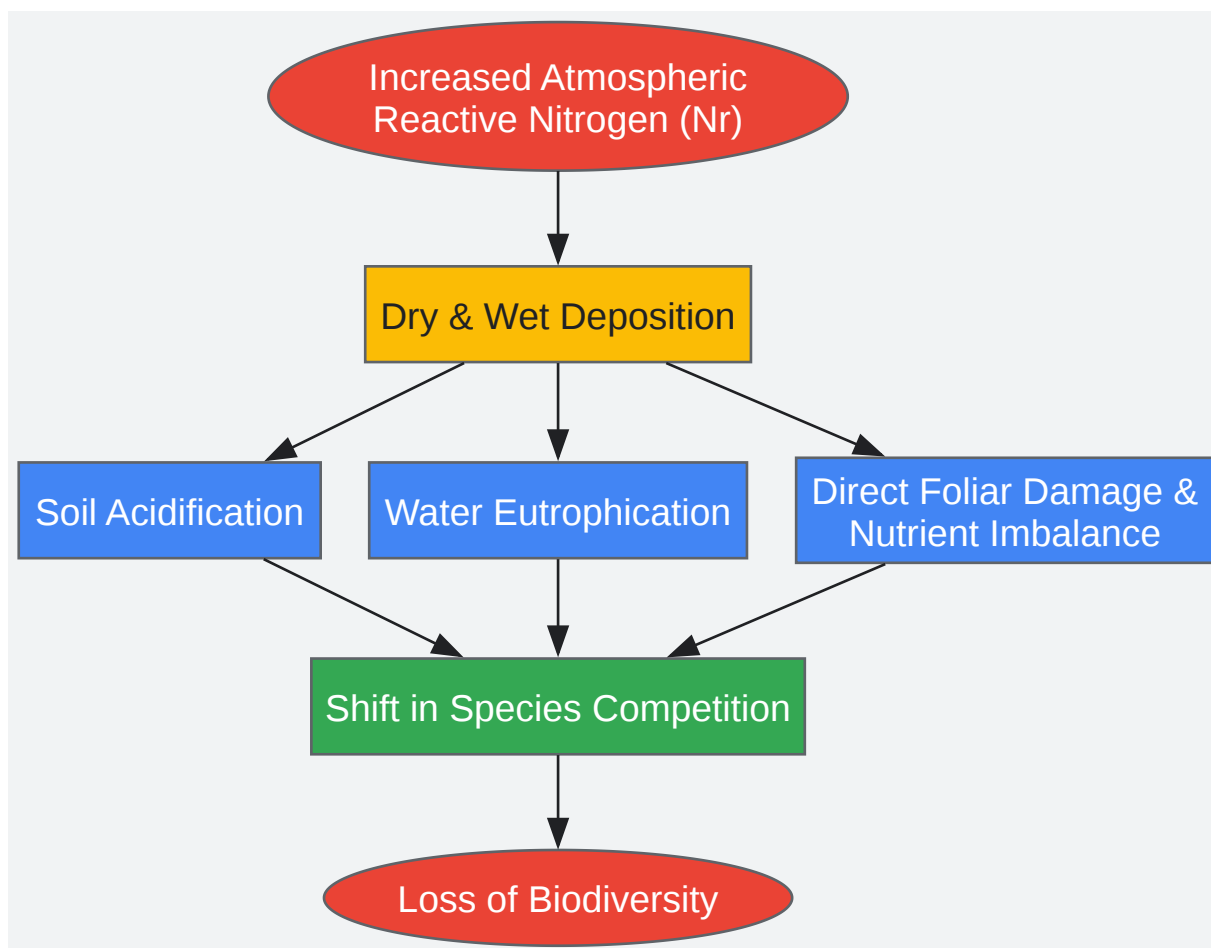 Increased Atmospheric
Reactive Nitrogen (Nr)
Dry & Wet Deposition
Soil Acidification
Water Eutrophication
Direct Foliar Damage &
Nutrient Imbalance
Shift in Species Competition
Loss of Biodiversity